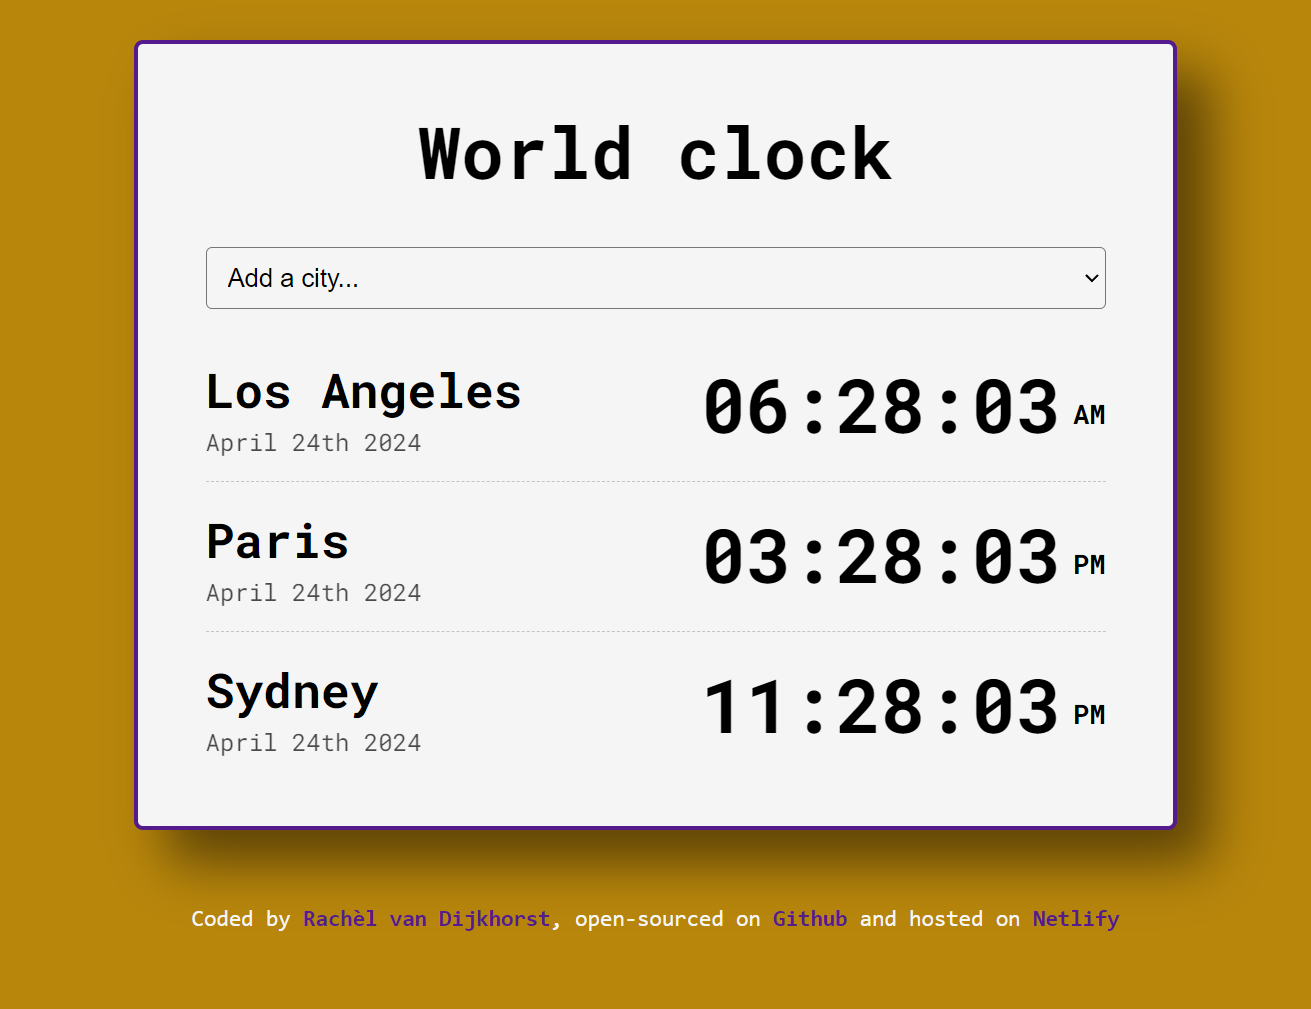 World clock
Add a city...
Los Angeles
06:28:03 AM
April 24th 2024
Paris
03:28:03 PM
April 24th 2024
Sydney
11:28:03 PM
April 24th 2024
Coded by Rachèl van Dijkhorst, open-sourced on Github and hosted on Netlify